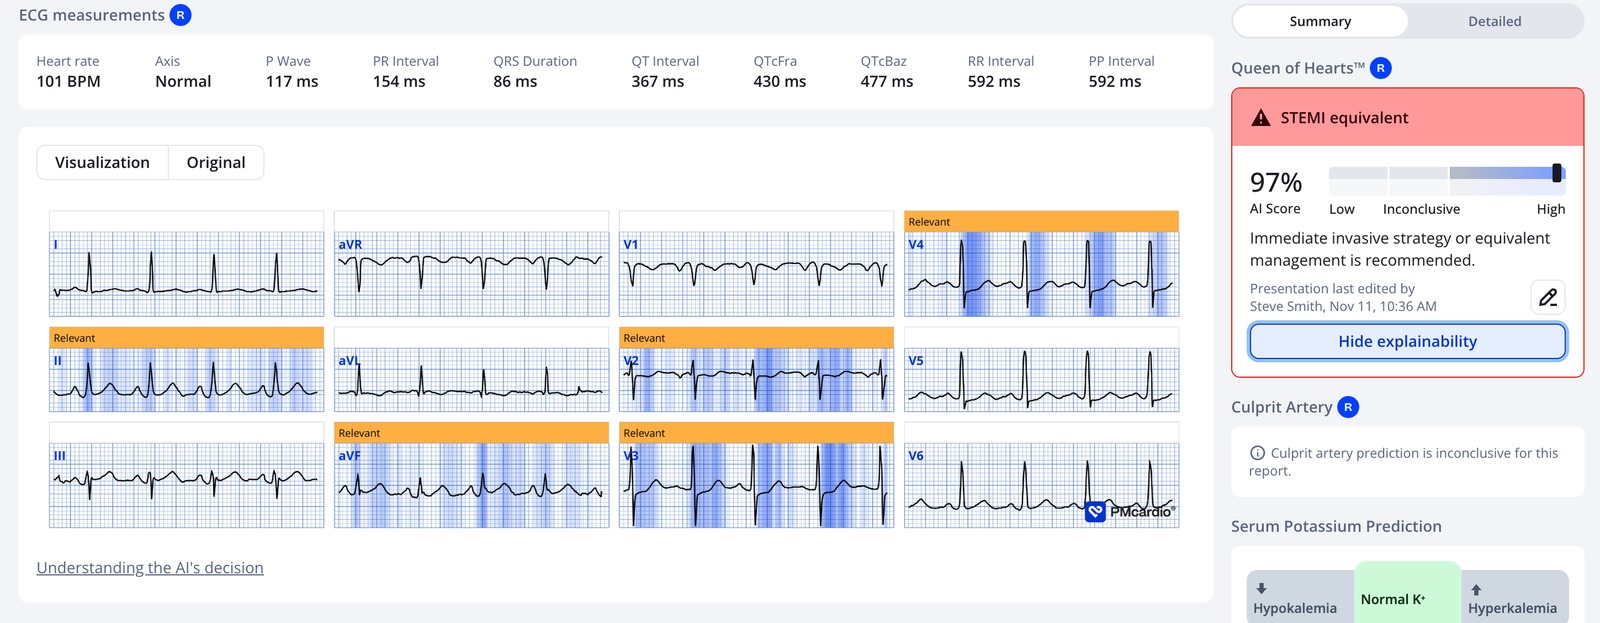 ECG measurements R
Heart rate Axis P Wave PR Interval QRS Duration QT Interval QTcFra QTcBaz RR Interval PP Interval
101 BPM Normal 117 ms 154 ms 86 ms 367 ms 430 ms 477 ms 592 ms 592 ms
Visualization Original
Relevant
I aVR V1 V4
Relevant Relevant
II aVL V2 V5
Relevant Relevant
III aVF V3 V6
PMcardio®
Understanding the AI's decision
Summary Detailed
Queen of Hearts™ R
STEMI equivalent
97%
AI Score Low Inconclusive High
Immediate invasive strategy or equivalent
management is recommended.
Presentation last edited by
Steve Smith, Nov 11, 10:36 AM
Hide explainability
Culprit Artery R
Culprit artery prediction is inconclusive for this
report.
Serum Potassium Prediction
Hypokalemia Normal K+ Hyperkalemia